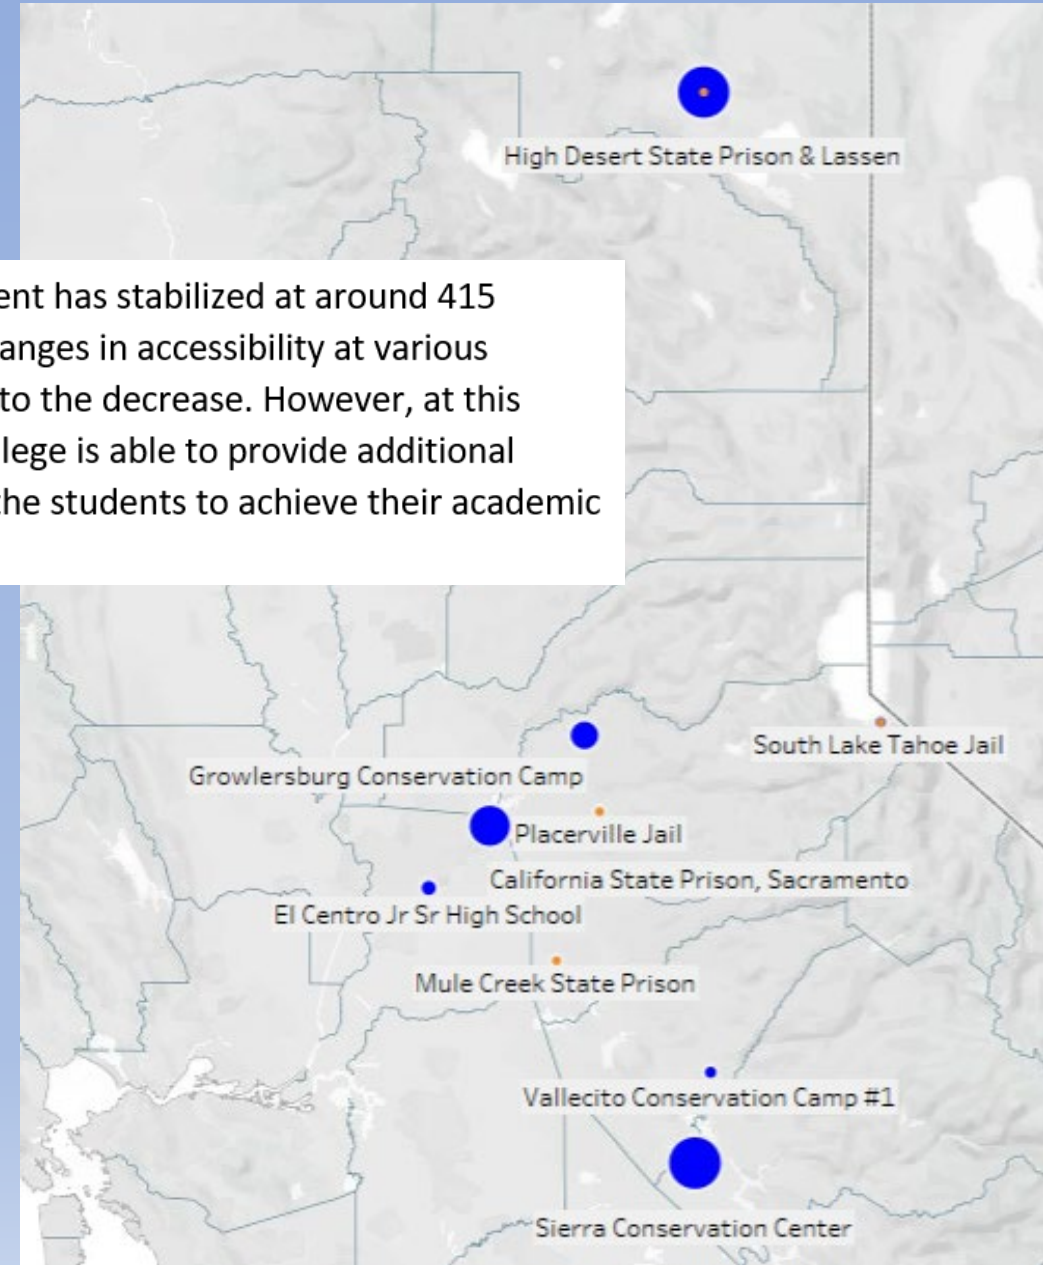 High Desert State Prison & Lassen
ent has stabilized at around 415
anges in accessibility at various
to the decrease. However, at this
lege is able to provide additional
the students to achieve their academic
South Lake Tahoe Jail
Growlersburg Conservation Camp
Placerville Jail
California State Prison, Sacramento
El Centro Jr Sr High School
Mule Creek State Prison
Vallecito Conservation Camp #1
Sierra Conservation Center